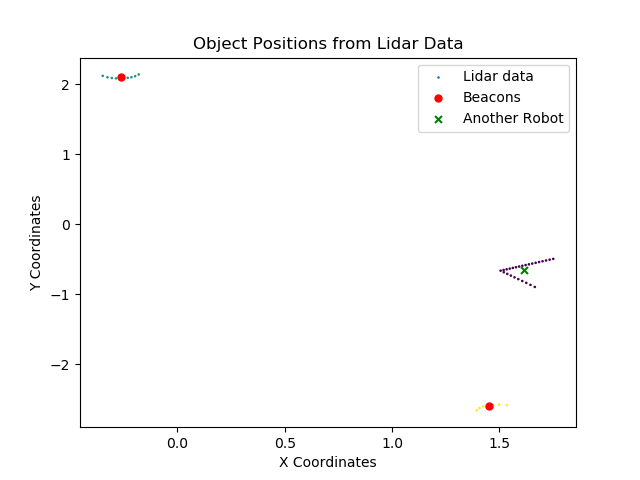 Object Positions from Lidar Data
Lidar data
Beacons
Another Robot
2
1
0
−1
−2
Y Coordinates
0.0 0.5 1.0 1.5
X Coordinates